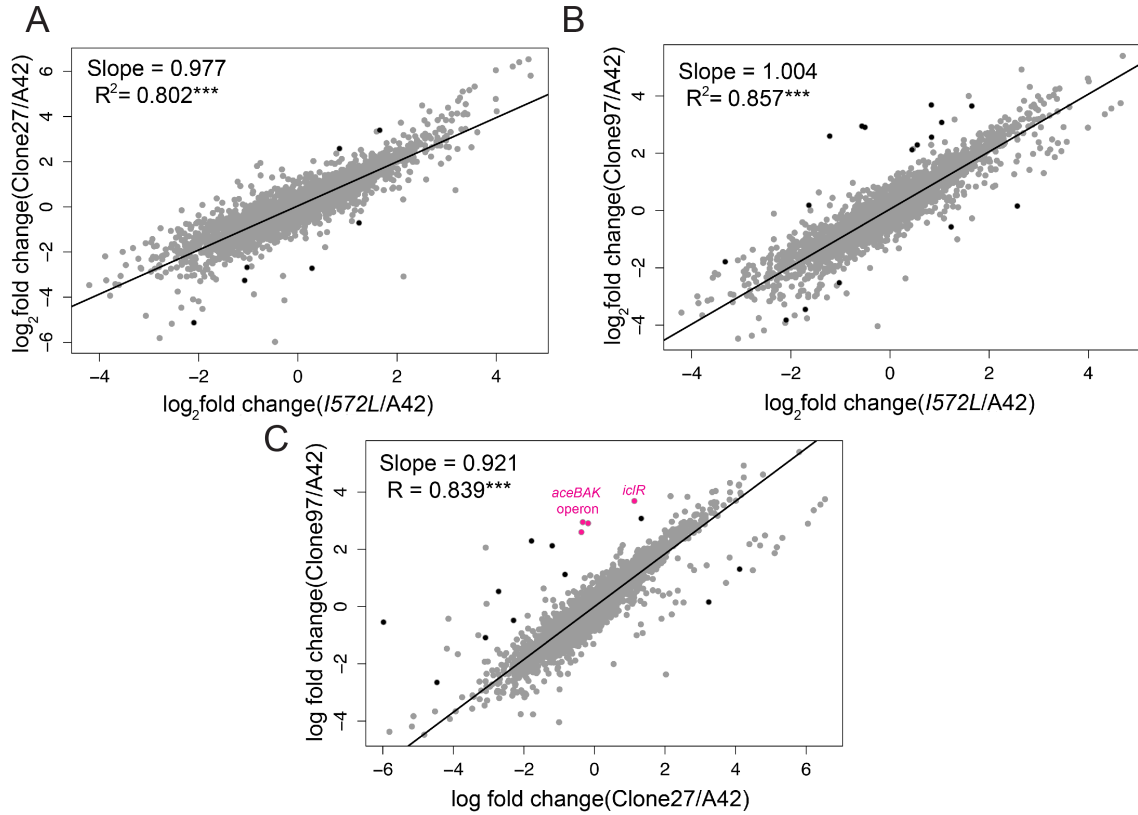 A
Slope = 0.977
R2= 0.802***
log2fold change(Clone27/A42)
6
4
2
0
−2
−4
−6
−4
−2
0
2
4
log2fold change(I572L/A42)
B
Slope = 1.004
R2= 0.857***
log2fold change(Clone97/A42)
4
2
0
−2
−4
−4
−2
0
2
4
log2fold change(I572L/A42)
C
Slope = 0.921
R = 0.839***
aceBAK
operon
iclR
log fold change(Clone97/A42)
4
2
0
−2
−4
−6
−4
−2
0
2
4
6
log fold change(Clone27/A42)